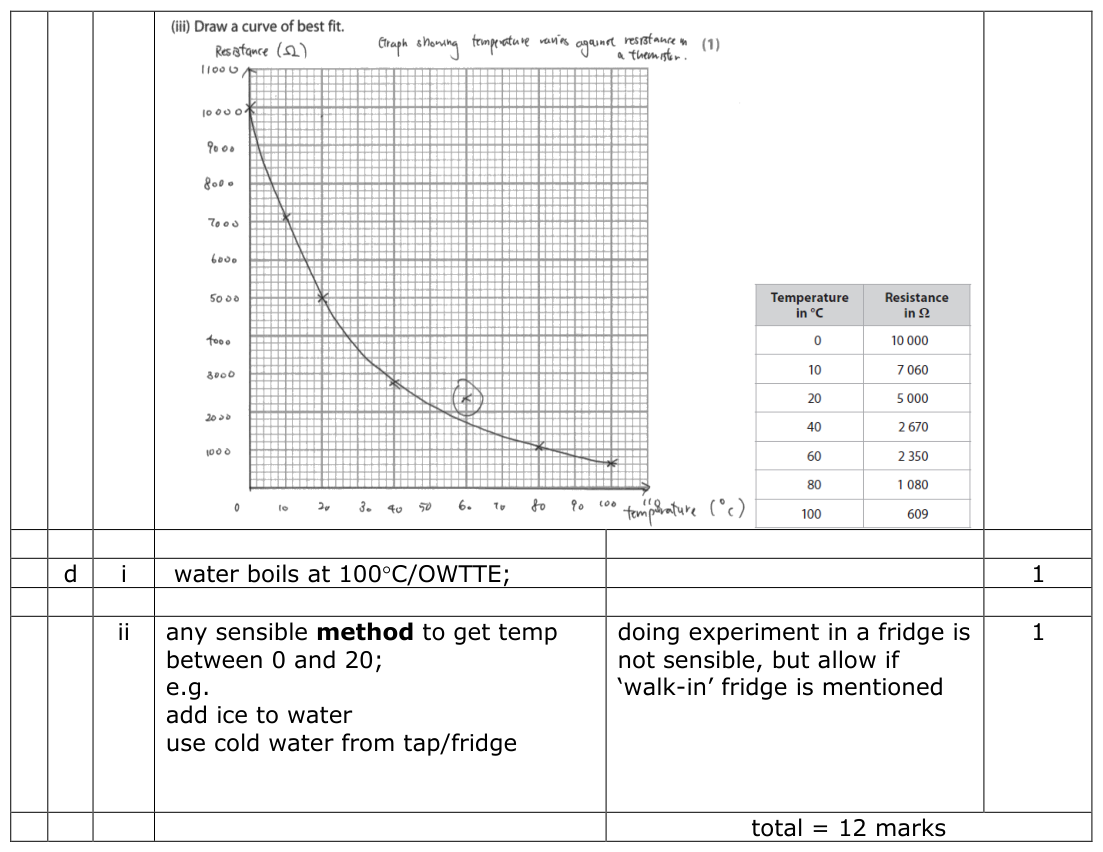 (iii) Draw a curve of best fit.
Resistance (Ω)
Graph showing temperature varies against resistance in a themistor. (1)
11000
10000
9000
8000
7000
6000
5000
4000
3000
2000
1000
0 10 20 30 40 50 60 70 80 90 100 110
temperature (°c)
Temperature in °C Resistance in Ω
0 10 000
10 7 060
20 5 000
40 2 670
60 2 350
80 1 080
100 609
d i water boils at 100°C/OWTTE; 1
ii any sensible method to get temp doing experiment in a fridge is 1
between 0 and 20; not sensible, but allow if
e.g. ‘walk-in’ fridge is mentioned
add ice to water
use cold water from tap/fridge
total = 12 marks